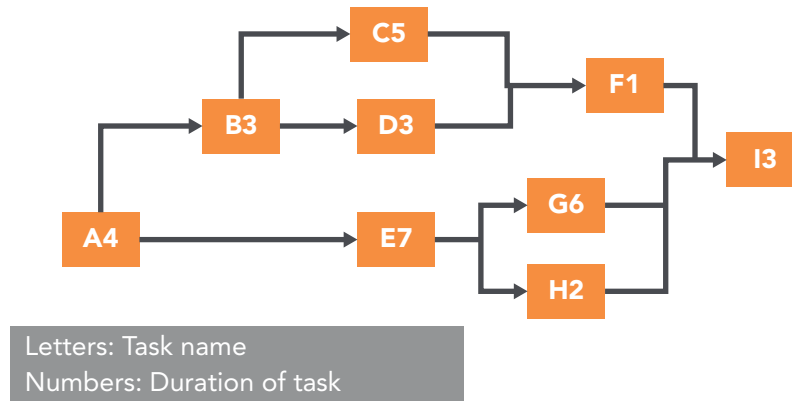 C5
F1
B3
D3
I3
G6
A4
E7
H2
Letters: Task name
Numbers: Duration of task